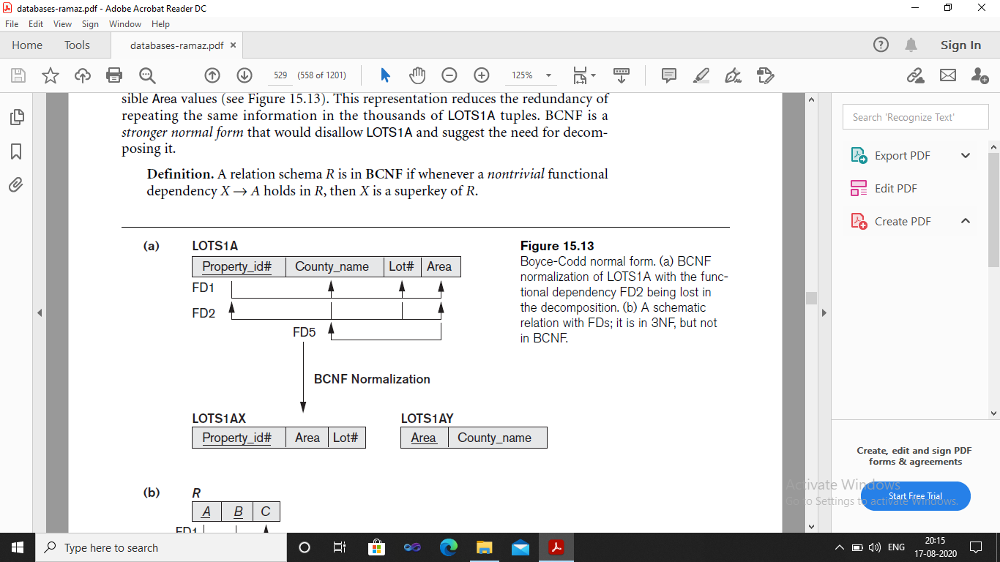 databases-ramaz.pdf - Adobe Acrobat Reader DC
File Edit View Sign Window Help
Home Tools databases-ramaz.pdf × Sign In
529 (558 of 1201) 125%
sible Area values (see Figure 15.13). This representation reduces the redundancy of
repeating the same information in the thousands of LOTS1A tuples. BCNF is a
stronger normal form that would disallow LOTS1A and suggest the need for decom-
posing it.
Definition. A relation schema R is in BCNF if whenever a nontrivial functional
dependency X → A holds in R, then X is a superkey of R.
(a) LOTS1A
Property_id# County_name Lot# Area
FD1
FD2
FD5
BCNF Normalization
LOTS1AX LOTS1AY
Property_id# Area Lot# Area County_name
Figure 15.13
Boyce-Codd normal form. (a) BCNF
normalization of LOTS1A with the func-
tional dependency FD2 being lost in
the decomposition. (b) A schematic
relation with FDs; it is in 3NF, but not
in BCNF.
(b) R
A B C
FD1
Search 'Recognize Text'
Export PDF
Edit PDF
Create PDF
Create, edit and sign PDF
forms & agreements
Start Free Trial
Activate Windows
Go to Settings to activate Windows.
Type here to search
ENG
20:15
17-08-2020